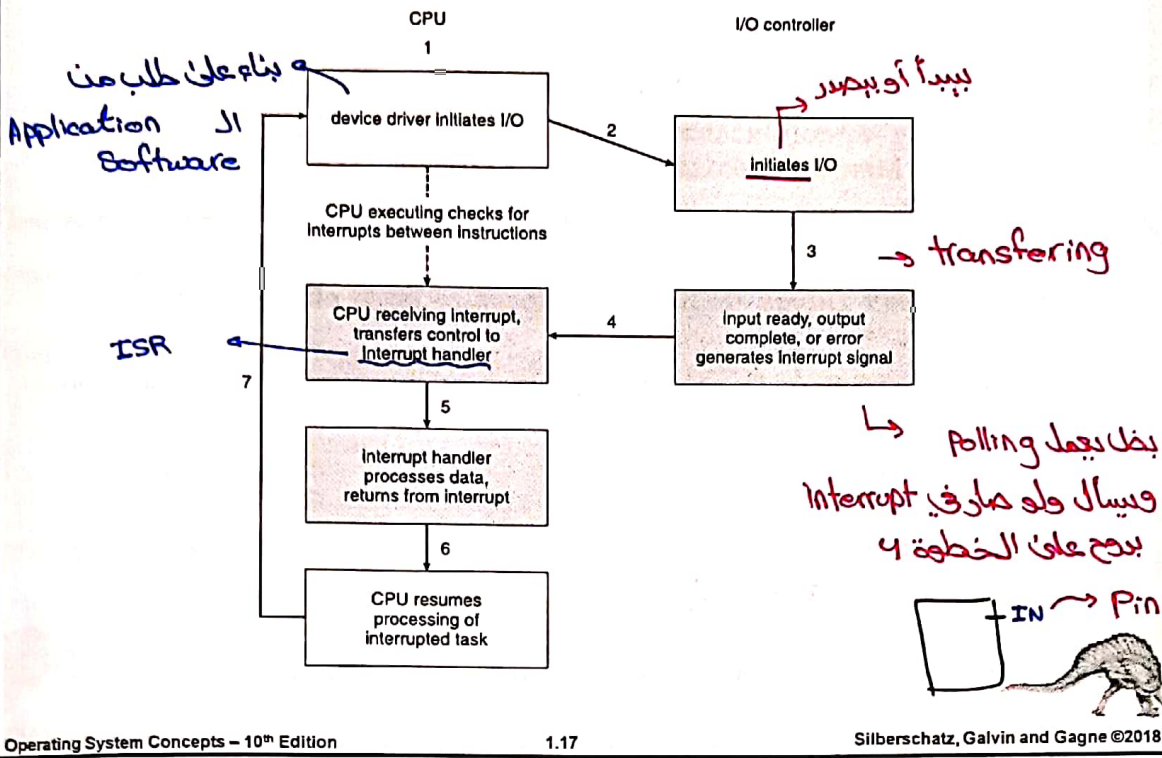 CPU
I/O controller
1
بناء على طلب من
ال Application
Software
device driver initiates I/O
2
بيبدأ أو بيصدر
initiates I/O
CPU executing checks for
interrupts between instructions
3
→ transfering
CPU receiving interrupt,
transfers control to
interrupt handler
ISR
4
input ready, output
complete, or error
generates interrupt signal
7
5
بضل يعمل Polling
ويسأل ولو صار في Interrupt
بروح على الخطوة 4
Interrupt handler
processes data,
returns from interrupt
6
CPU resumes
processing of
interrupted task
IN Pin
Operating System Concepts – 10th Edition
1.17
Silberschatz, Galvin and Gagne ©2018